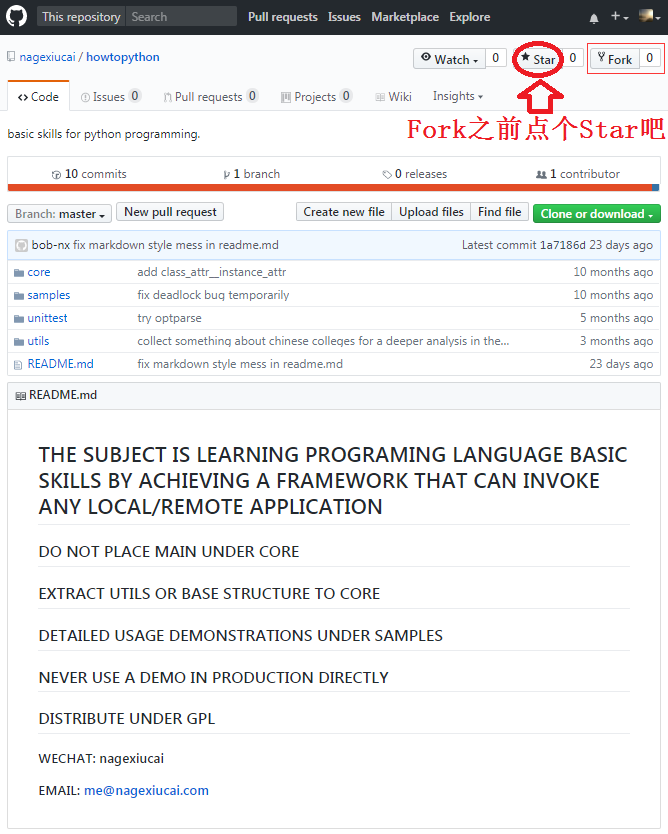 This repository Search Pull requests Issues Marketplace Explore
nagexiucai / howtopython Watch 0 Star 0 Fork 0
Code Issues 0 Pull requests 0 Projects 0 Wiki Insights
Fork之前点个Star吧
basic skills for python programming.
10 commits 1 branch 0 releases 1 contributor
Branch: master New pull request Create new file Upload files Find file Clone or download
bob-nx fix markdown style mess in readme.md Latest commit 1a7186d 23 days ago
core add class_attr__instance_attr 10 months ago
samples fix deadlock bug temporarily 10 months ago
unittest try optparse 5 months ago
utils collect something about chinese colleges for a deeper analysis in the... 3 months ago
README.md fix markdown style mess in readme.md 23 days ago
README.md
THE SUBJECT IS LEARNING PROGRAMING LANGUAGE BASIC
SKILLS BY ACHIEVING A FRAMEWORK THAT CAN INVOKE
ANY LOCAL/REMOTE APPLICATION
DO NOT PLACE MAIN UNDER CORE
EXTRACT UTILS OR BASE STRUCTURE TO CORE
DETAILED USAGE DEMONSTRATIONS UNDER SAMPLES
NEVER USE A DEMO IN PRODUCTION DIRECTLY
DISTRIBUTE UNDER GPL
WECHAT: nagexiucai
EMAIL: me@nagexiucai.com